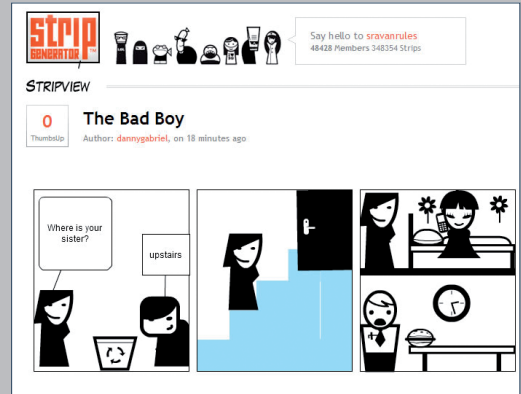 strip
GENERATOR™
Say hello to sravanrules
48428 Members 348354 Strips
STRIPVIEW
0
ThumbsUp
The Bad Boy
Author: dannygabriel, on 18 minutes ago
Where is your
sister?
upstairs